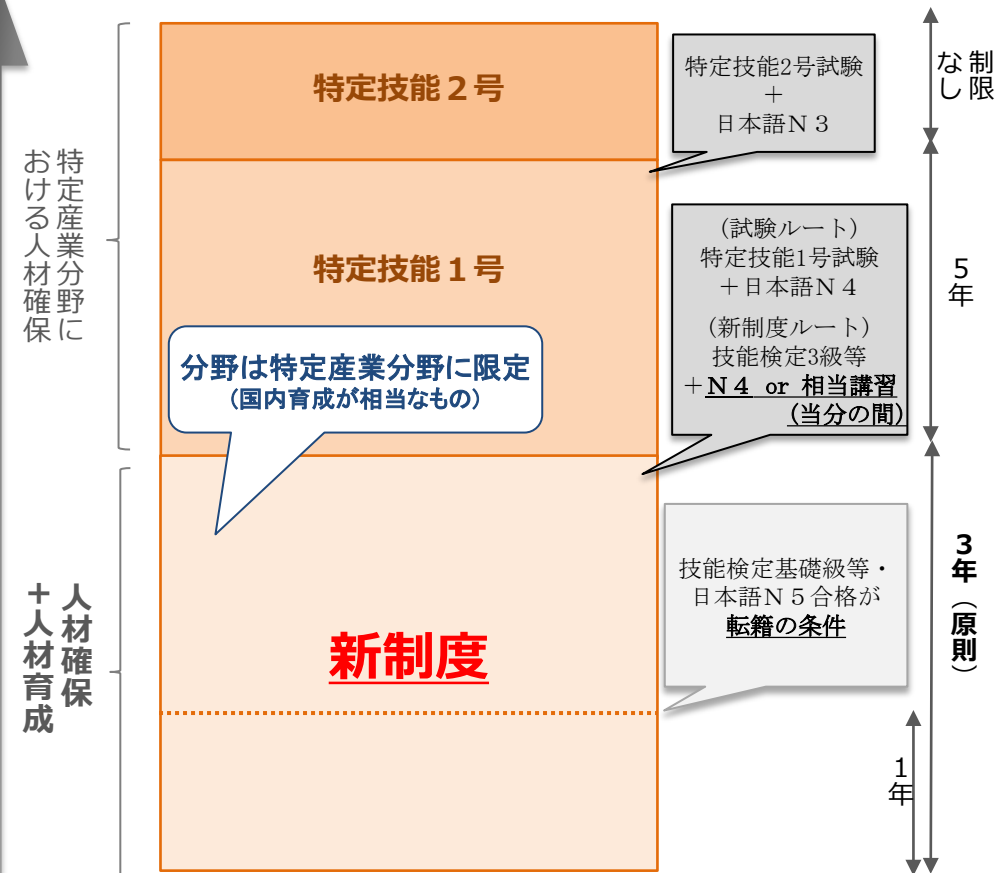 特定技能２号
特定技能2号試験
+
日本語Ｎ３
制限
なし
特定産業分野に
おける人材確保
特定技能１号
（試験ルート）
特定技能1号試験
＋日本語Ｎ４
（新制度ルート）
技能検定3級等
＋Ｎ４ or 相当講習
（当分の間）
5年
分野は特定産業分野に限定
（国内育成が相当なもの）
人材確保
＋人材育成
新制度
技能検定基礎級等・
日本語Ｎ５合格が
転籍の条件
3年（原則）
1年